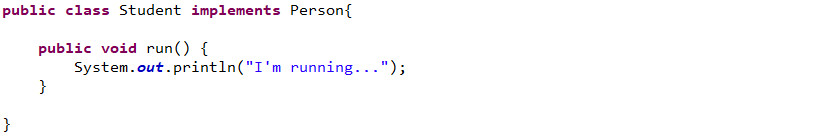 public class Student implements Person{
public void run() {
System.out.println("I'm running...");
}
}